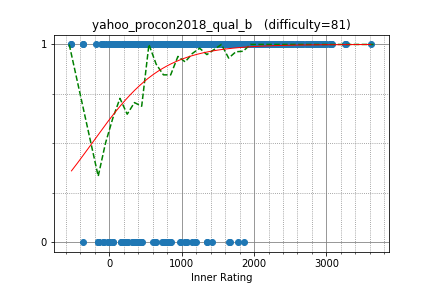 yahoo_procon2018_qual_b (difficulty=81)
1
0
0 1000 2000 3000
Inner Rating